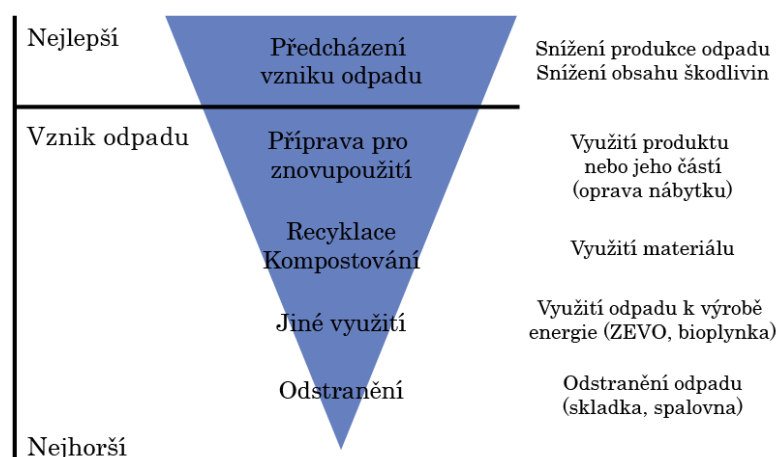 Nejlepší
Předcházení
vzniku odpadu
Snížení produkce odpadu
Snížení obsahu škodlivin
Vznik odpadu
Příprava pro
znovupoužití
Využití produktu
nebo jeho částí
(oprava nábytku)
Recyklace
Kompostování
Využití materiálu
Jiné využití
Využití odpadu k výrobě
energie (ZEVO, bioplynka)
Odstranění
Odstranění odpadu
(skladka, spalovna)
Nejhorší